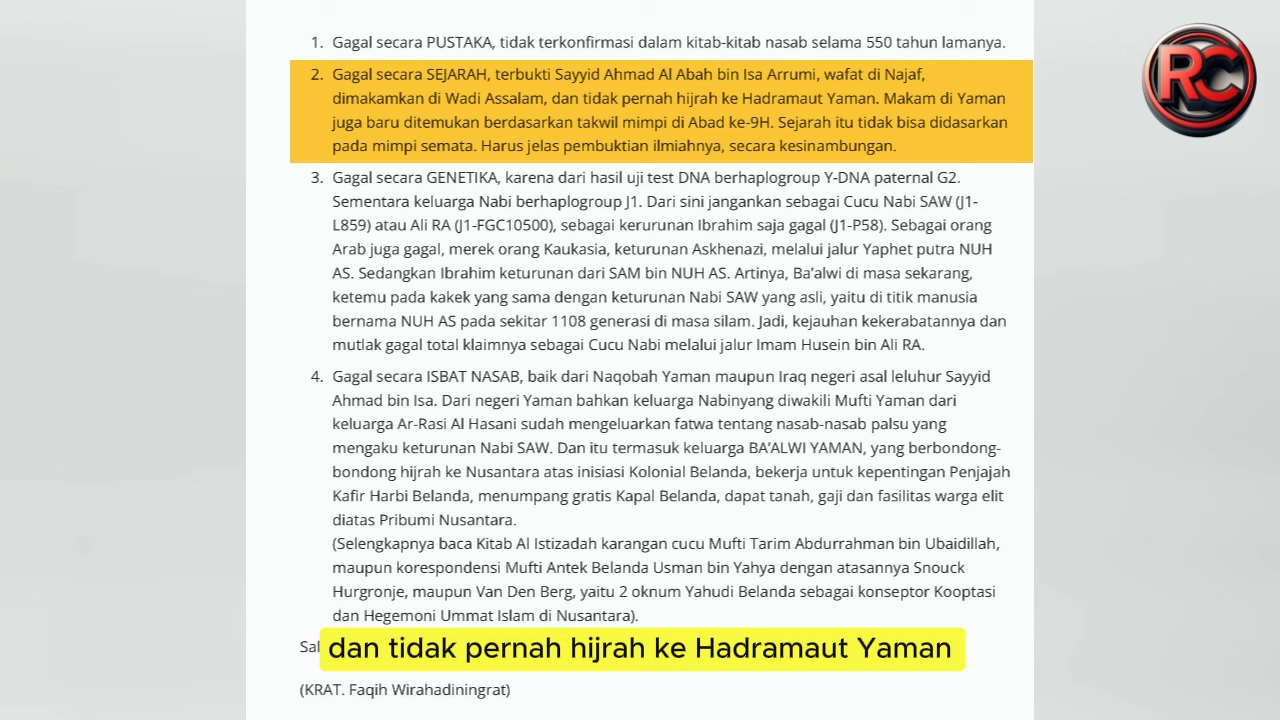 1. Gagal secara PUSTAKA, tidak terkonfirmasi dalam kitab-kitab nasab selama 550 tahun lamanya.
2. Gagal secara SEJARAH, terbukti Sayyid Ahmad Al Abah bin Isa Arrumi, wafat di Najaf,
dimakamkan di Wadi Assalam, dan tidak pernah hijrah ke Hadramaut Yaman. Makam di Yaman
juga baru ditemukan berdasarkan takwil mimpi di Abad ke-9H. Sejarah itu tidak bisa didasarkan
pada mimpi semata. Harus jelas pembuktian ilmiahnya, secara kesinambungan.
3. Gagal secara GENETIKA, karena dari hasil uji test DNA berhaplogroup Y-DNA paternal G2.
Sementara keluarga Nabi berhaplogroup J1. Dari sini jangankan sebagai Cucu Nabi SAW (J1-
L859) atau Ali RA (J1-FGC10500), sebagai kerurunan Ibrahim saja gagal (J1-P58). Sebagai orang
Arab juga gagal, merek orang Kaukasia, keturunan Askhenazi, melalui jalur Yaphet putra NUH
AS. Sedangkan Ibrahim keturunan dari SAM bin NUH AS. Artinya, Ba'alwi di masa sekarang,
ketemu pada kakek yang sama dengan keturunan Nabi SAW yang asli, yaitu di titik manusia
bernama NUH AS pada sekitar 1108 generasi di masa silam. Jadi, kejauhan kekerabatannya dan
mutlak gagal total klaimnya sebagai Cucu Nabi melalui jalur Imam Husein bin Ali RA.
4. Gagal secara ISBAT NASAB, baik dari Naqobah Yaman maupun Iraq negeri asal leluhur Sayyid
Ahmad bin Isa. Dari negeri Yaman bahkan keluarga Nabinyang diwakili Mufti Yaman dari
keluarga Ar-Rasi Al Hasani sudah mengeluarkan fatwa tentang nasab-nasab palsu yang
mengaku keturunan Nabi SAW. Dan itu termasuk keluarga BA'ALWI YAMAN, yang berbondong-
bondong hijrah ke Nusantara atas inisiasi Kolonial Belanda, bekerja untuk kepentingan Penjajah
Kafir Harbi Belanda, menumpang gratis Kapal Belanda, dapat tanah, gaji dan fasilitas warga elit
diatas Pribumi Nusantara.
(Selengkapnya baca Kitab Al Istizadah karangan cucu Mufti Tarim Abdurrahman bin Ubaidillah,
maupun korespondensi Mufti Antek Belanda Usman bin Yahya dengan atasannya Snouck
Hurgronje, maupun Van Den Berg, yaitu 2 oknum Yahudi Belanda sebagai konseptor Kooptasi
dan Hegemoni Ummat Islam di Nusantara).
dan tidak pernah hijrah ke Hadramaut Yaman
(KRAT. Faqih Wirahadiningrat)
RC